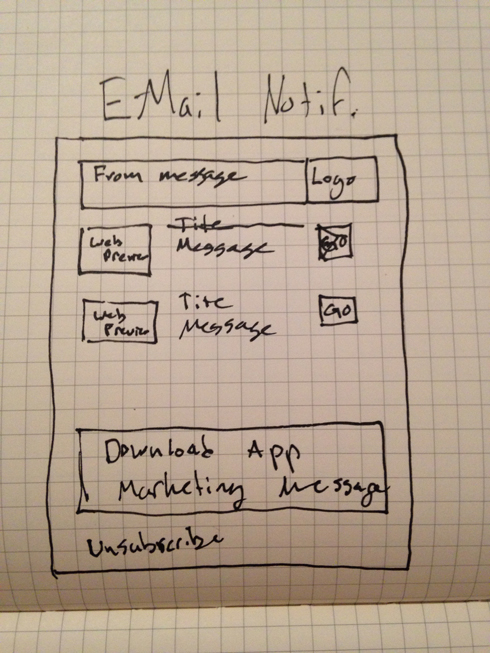 EMail Notif.
From message Logo
Web Title
Preview Message GO
Web Title
Preview Message GO
Download App
Marketing Message
Unsubscribe